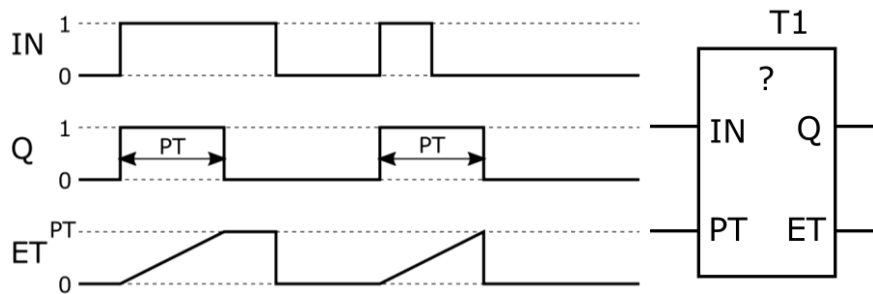 IN 1
0
Q 1
PT PT
0
ET PT
0
T1
?
IN Q
PT ET